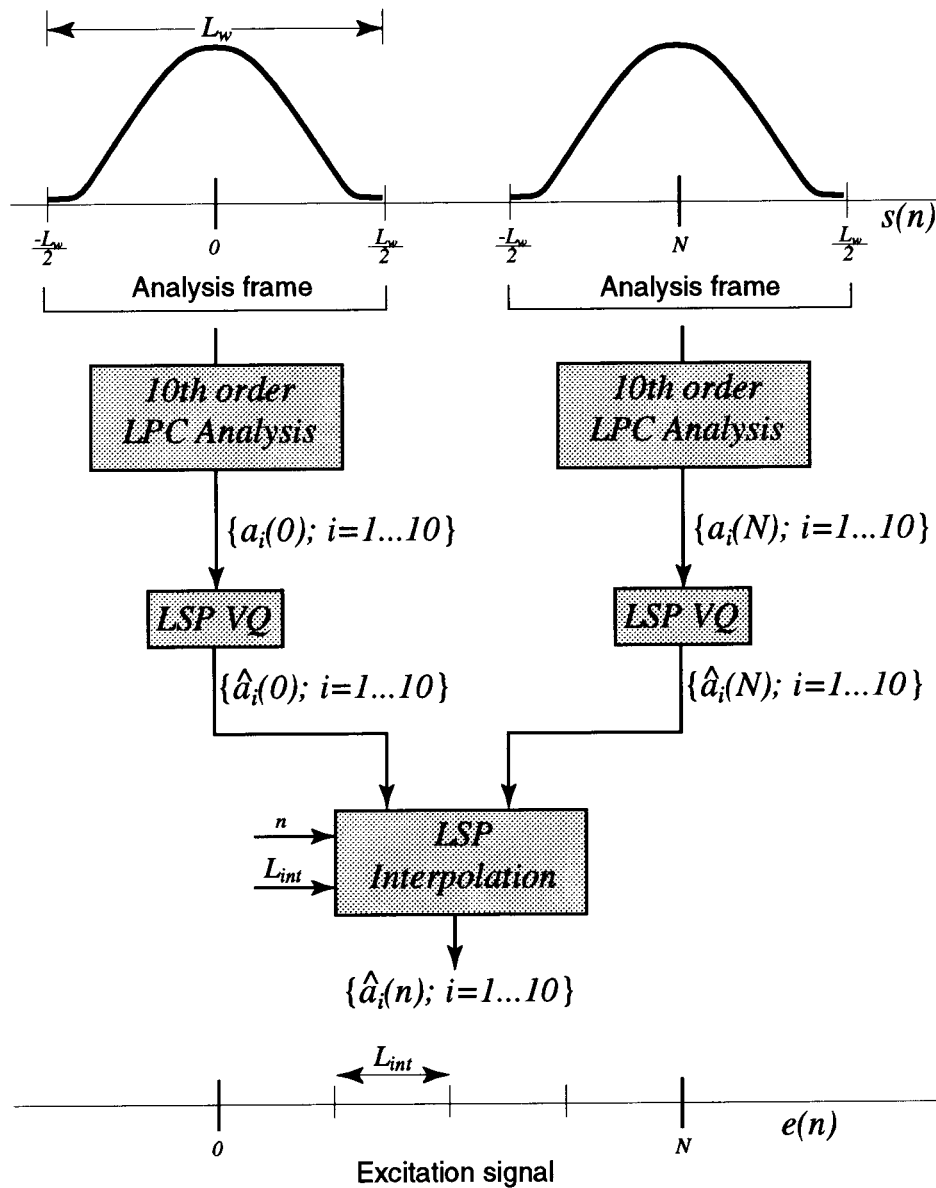 L_w
-L_w/2 0 L_w/2 -L_w/2 N L_w/2 s(n)
Analysis frame Analysis frame
10th order
LPC Analysis
10th order
LPC Analysis
{a_i(0); i=1...10} {a_i(N); i=1...10}
LSP VQ LSP VQ
{â_i(0); i=1...10} {â_i(N); i=1...10}
n
L_int
LSP
Interpolation
{â_i(n); i=1...10}
L_int
0 N e(n)
Excitation signal